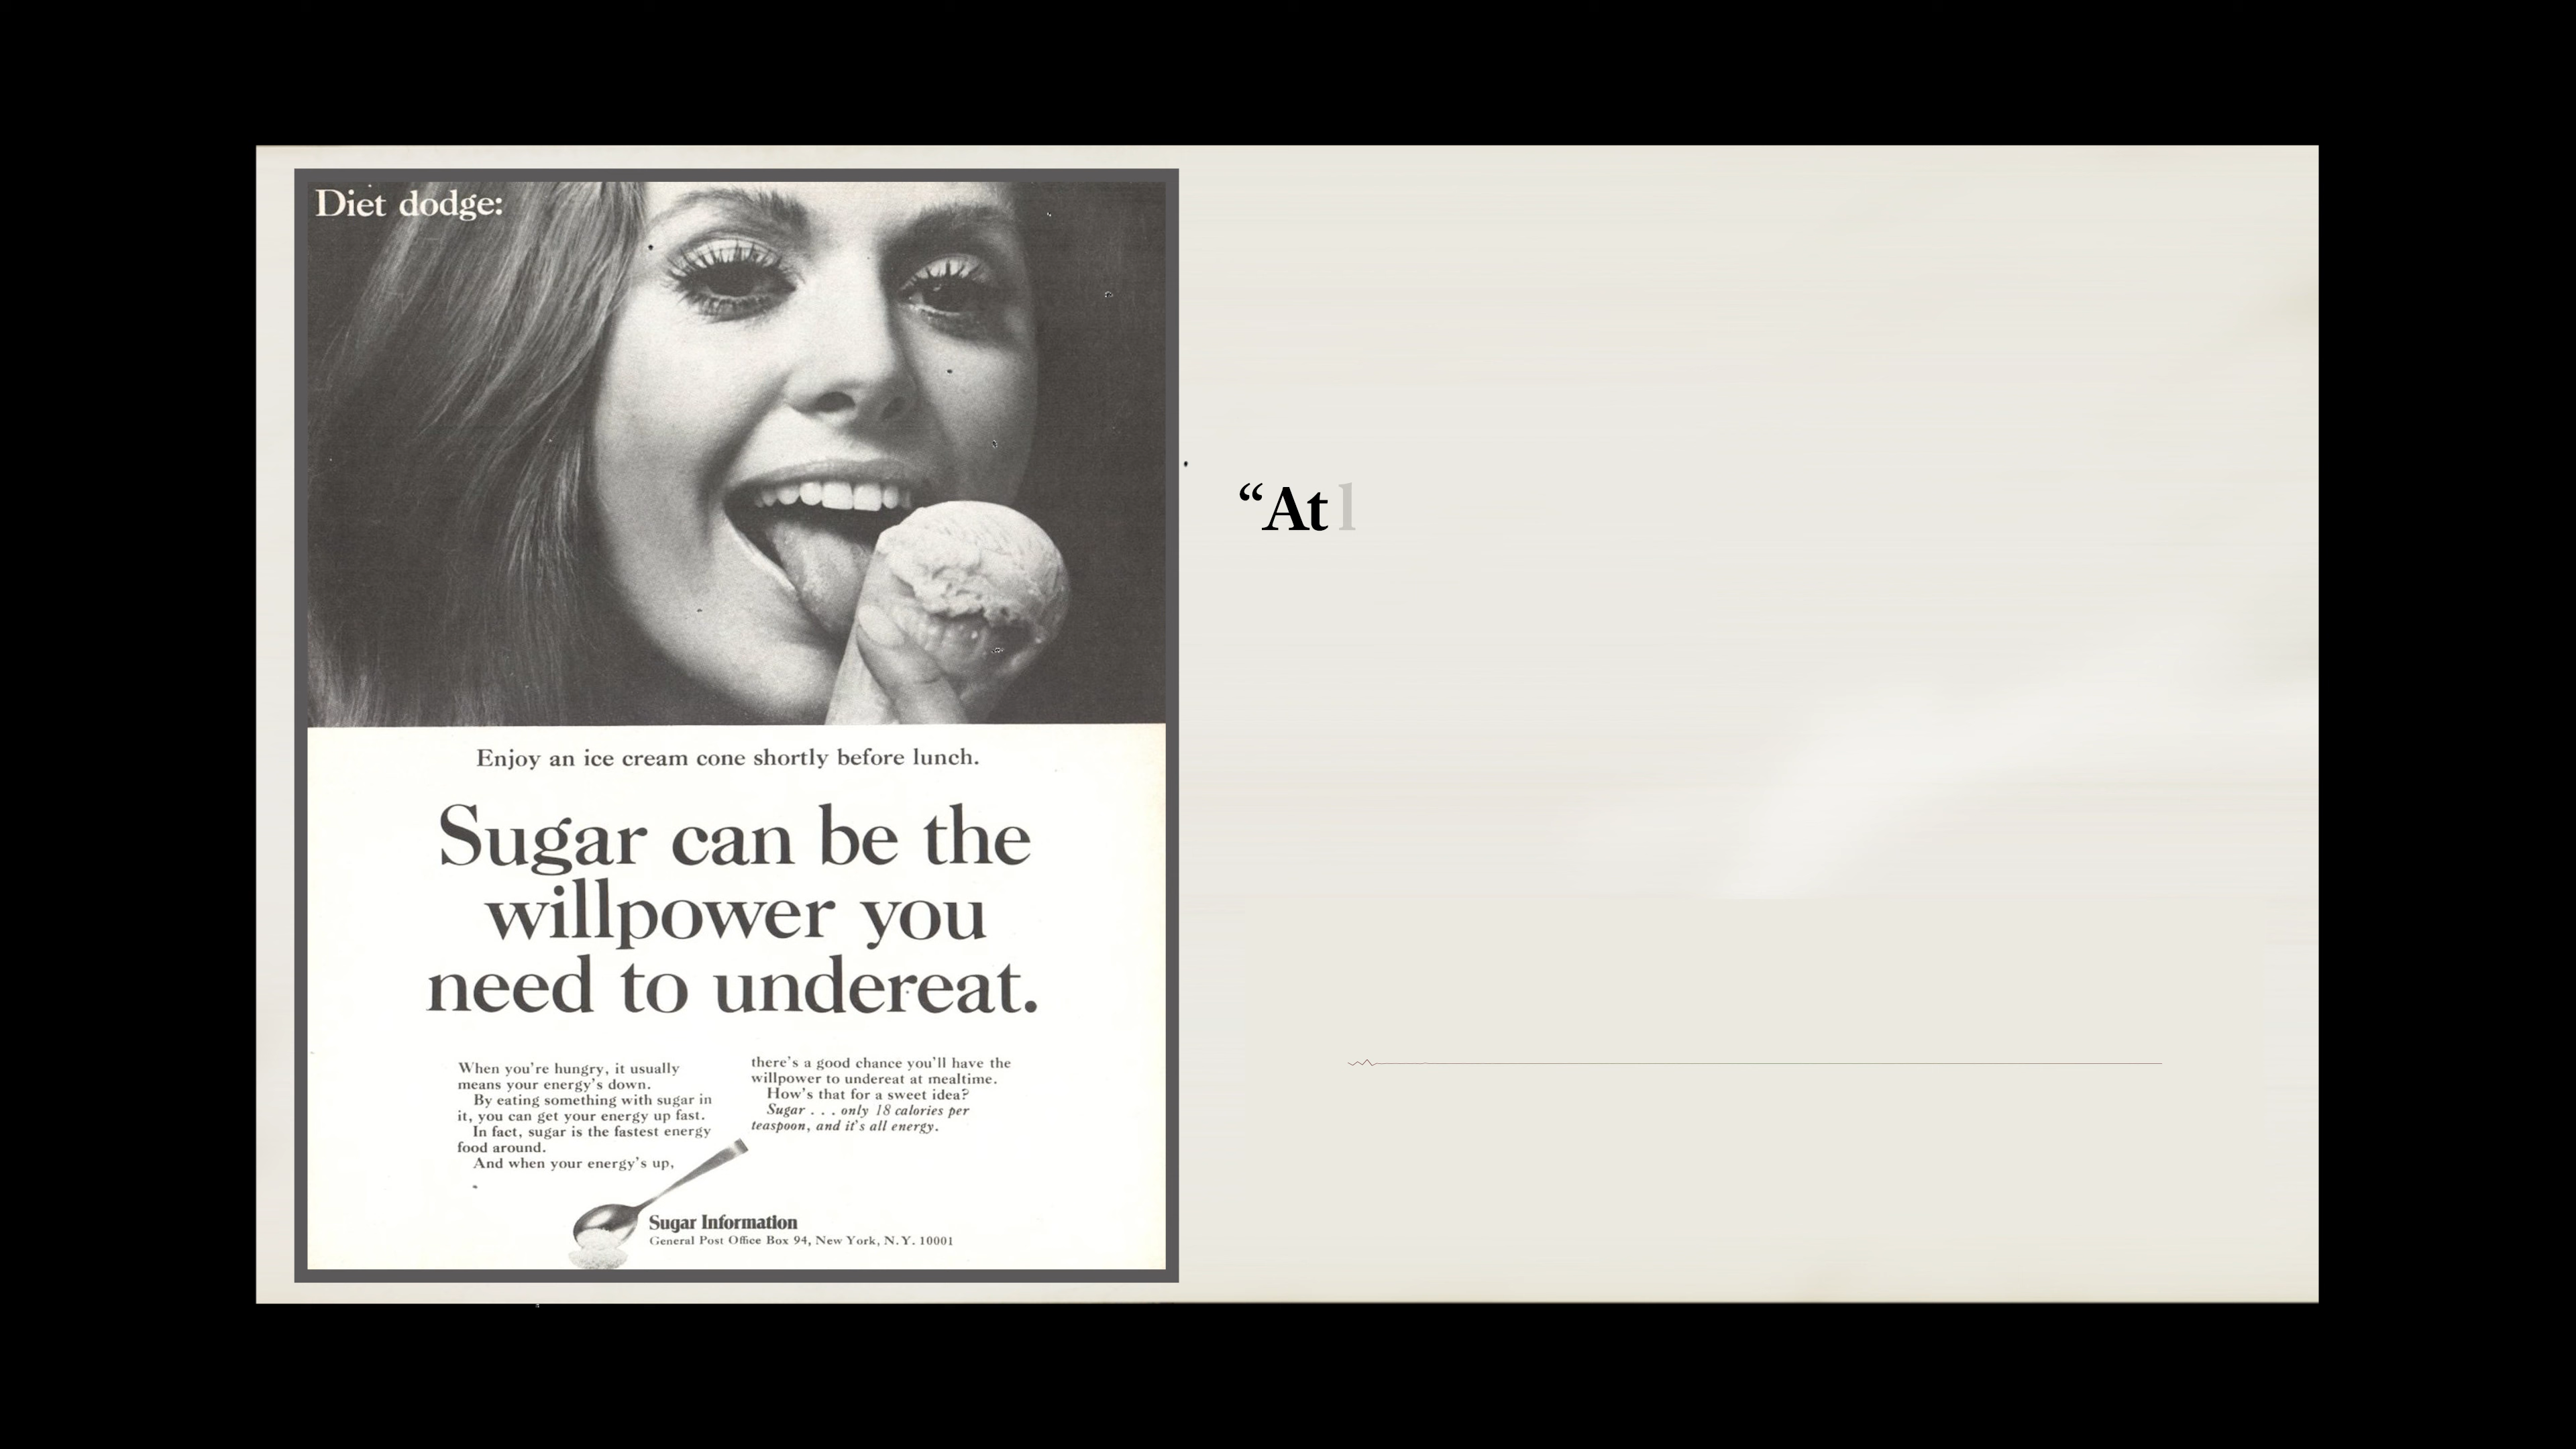 Diet dodge:
Enjoy an ice cream cone shortly before lunch.
Sugar can be the
willpower you
need to undereat.
When you're hungry, it usually
means your energy's down.
By eating something with sugar in
it, you can get your energy up fast.
In fact, sugar is the fastest energy
food around.
And when your energy's up,
there's a good chance you'll have the
willpower to undereat at mealtime.
How's that for a sweet idea?
Sugar . . . only 18 calories per
teaspoon, and it's all energy.
Sugar Information
General Post Office Box 94, New York, N.Y. 10001
“At l